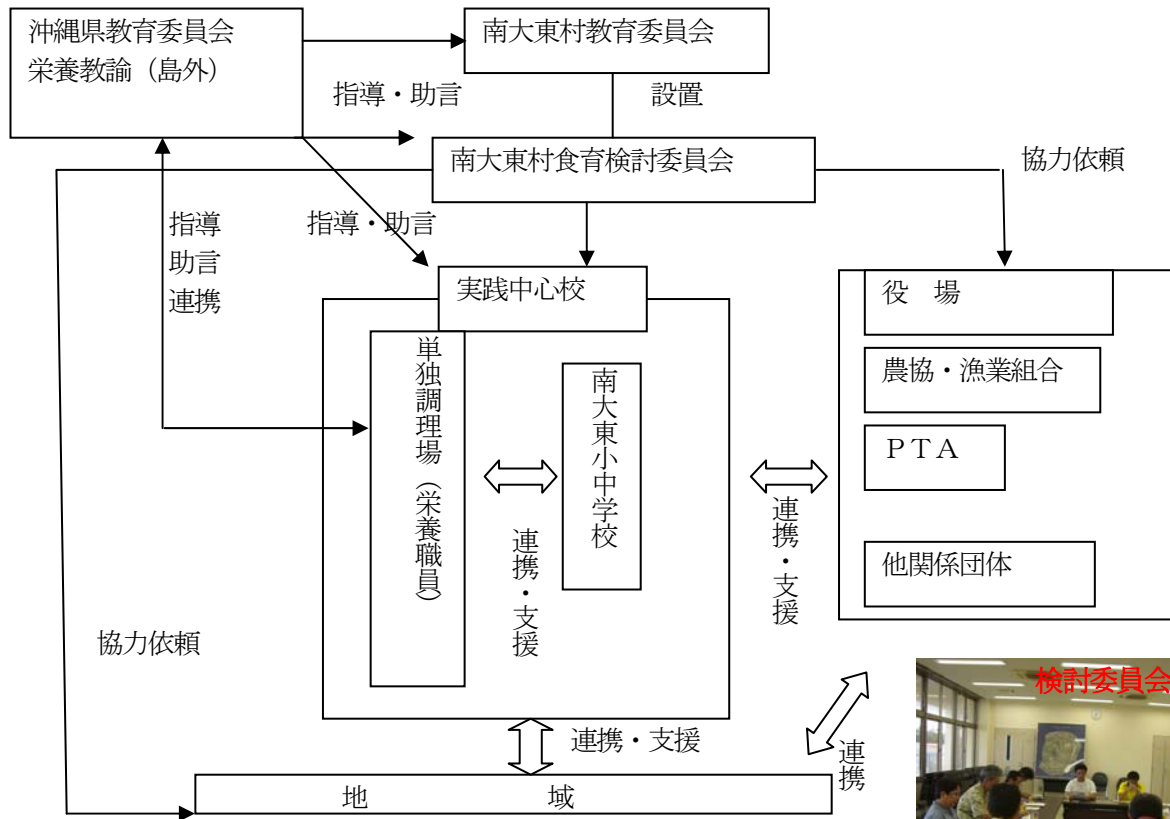 沖縄県教育委員会
栄養教諭（島外）
南大東村教育委員会
指導・助言
設置
南大東村食育検討委員会
協力依頼
指導
助言
連携
指導・助言
実践中心校
役　場
単独調理場（栄養職員）
南大東小中学校
農協・漁業組合
ＰＴＡ
連携・支援
連携・支援
他関係団体
協力依頼
検討委員会
連携・支援
連携
地　　　　域